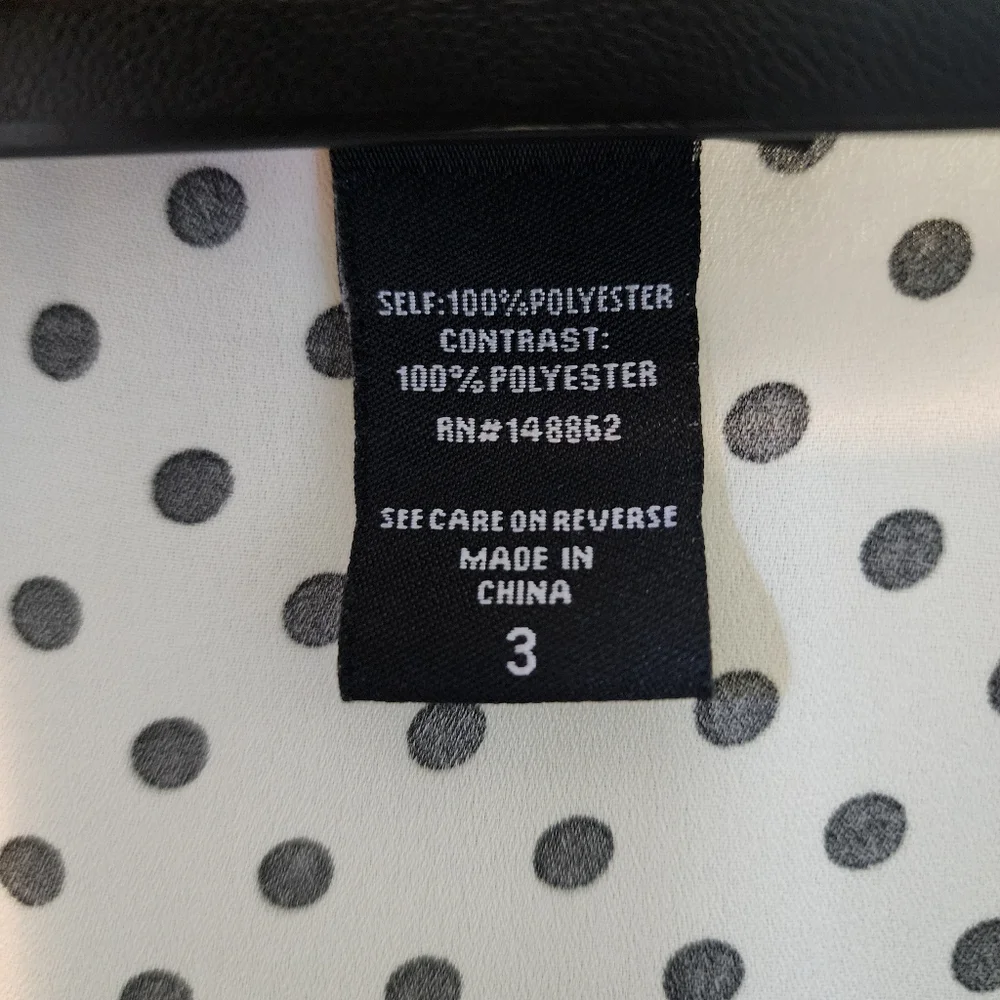 SELF:100%POLYESTER
CONTRAST:
100%POLYESTER
RN#148862
SEE CARE ON REVERSE
MADE IN
CHINA
3